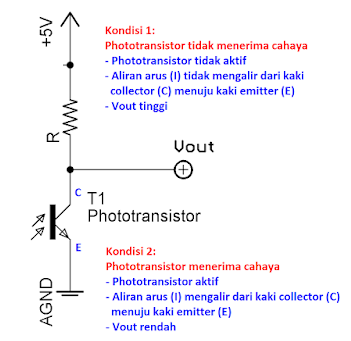 +5V
Kondisi 1:
Phototransistor tidak menerima cahaya
- Phototransistor tidak aktif
- Aliran arus (I) tidak mengalir dari kaki
collector (C) menuju kaki emitter (E)
- Vout tinggi
R
Vout
C
T1
Phototransistor
E
Kondisi 2:
Phototransistor menerima cahaya
- Phototransistor aktif
- Aliran arus (I) mengalir dari kaki collector (C)
menuju kaki emitter (E)
- Vout rendah
AGND